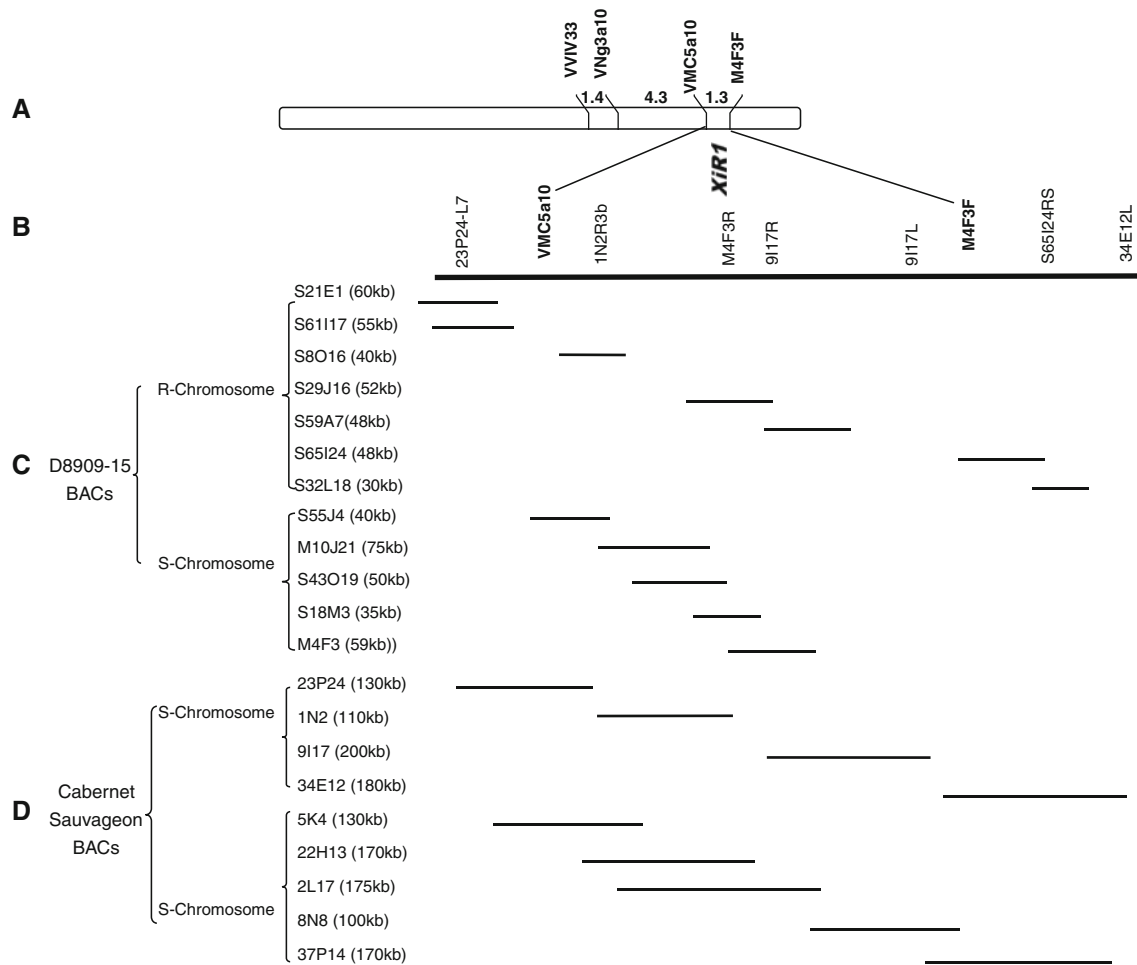 A
VVIV33
VNg3a10
VMC5a10
M4F3F
1.4
4.3
1.3
XiR1
B
23P24-L7
VMC5a10
1N2R3b
M4F3R
9I17R
9I17L
M4F3F
S65I24RS
34E12L
C
D8909-15
BACs
R-Chromosome
S21E1 (60kb)
S61I17 (55kb)
S8O16 (40kb)
S29J16 (52kb)
S59A7(48kb)
S65I24 (48kb)
S32L18 (30kb)
S-Chromosome
S55J4 (40kb)
M10J21 (75kb)
S43O19 (50kb)
S18M3 (35kb)
M4F3 (59kb))
D
Cabernet
Sauvageon
BACs
S-Chromosome
23P24 (130kb)
1N2 (110kb)
9I17 (200kb)
34E12 (180kb)
S-Chromosome
5K4 (130kb)
22H13 (170kb)
2L17 (175kb)
8N8 (100kb)
37P14 (170kb)